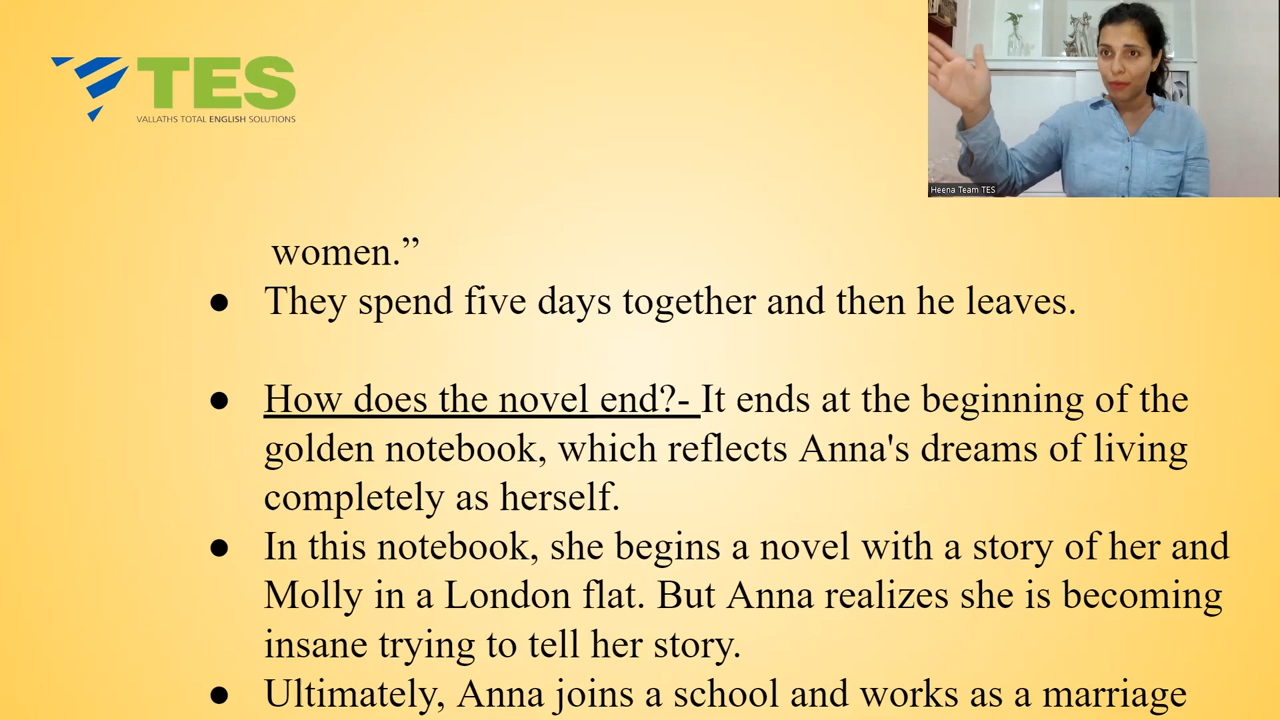 TES
VALLATHS TOTAL ENGLISH SOLUTIONS
Heena Team TES
women.”
● They spend five days together and then he leaves.
● How does the novel end?- It ends at the beginning of the
golden notebook, which reflects Anna's dreams of living
completely as herself.
● In this notebook, she begins a novel with a story of her and
Molly in a London flat. But Anna realizes she is becoming
insane trying to tell her story.
● Ultimately, Anna joins a school and works as a marriage